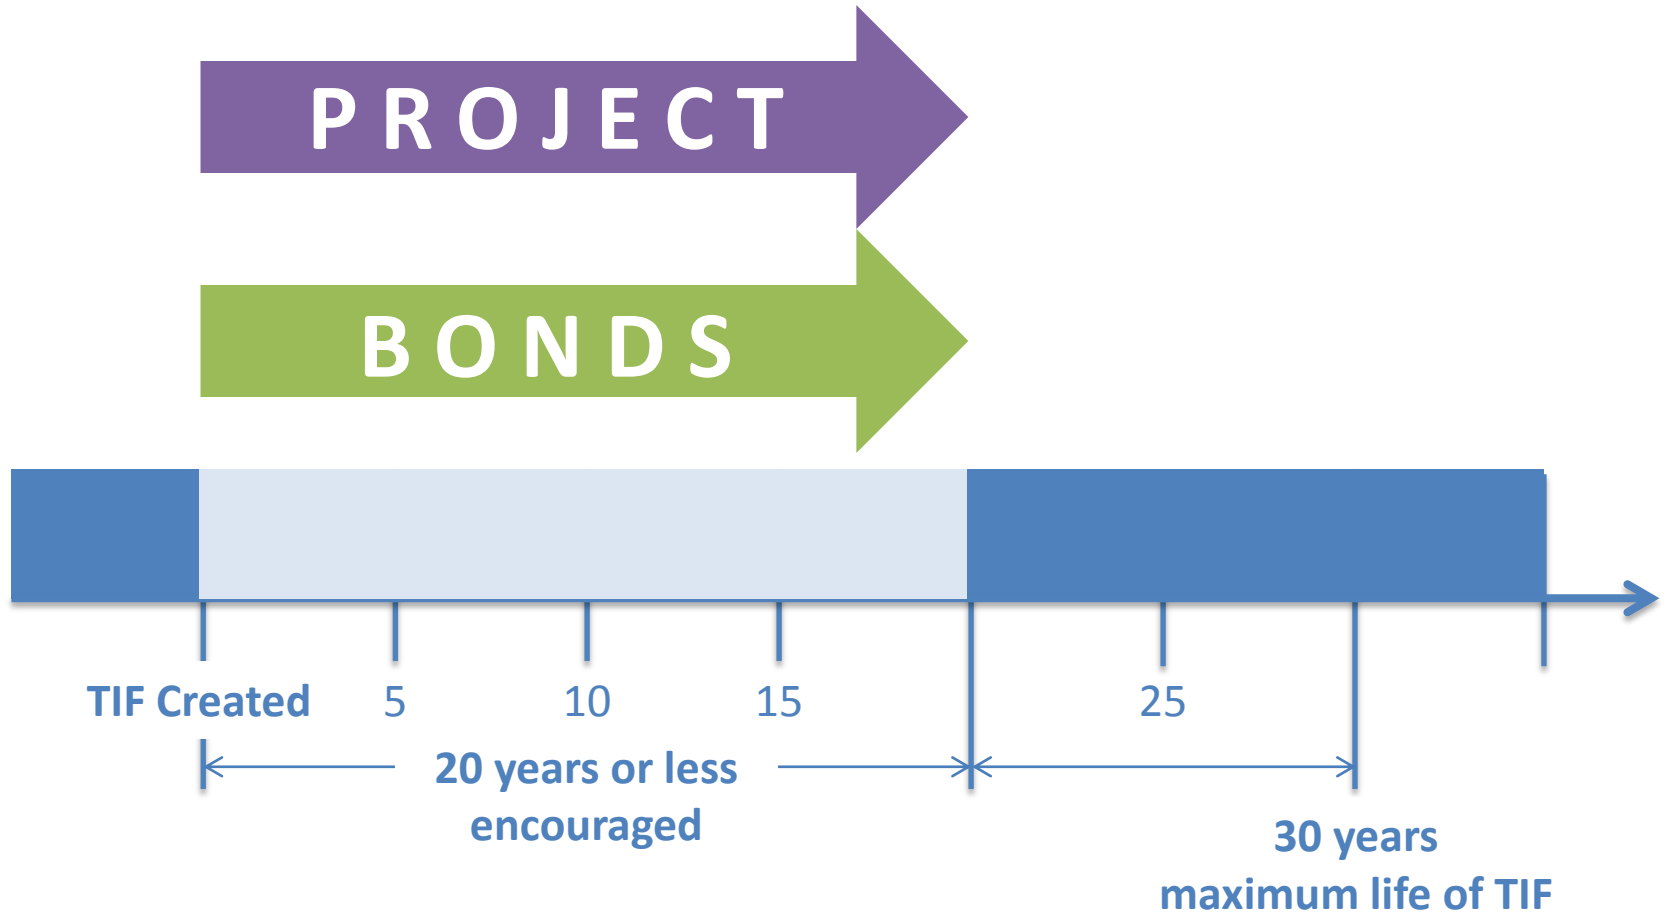 PROJECT
BONDS
TIF Created 5 10 15 25
20 years or less
encouraged
30 years
maximum life of TIF